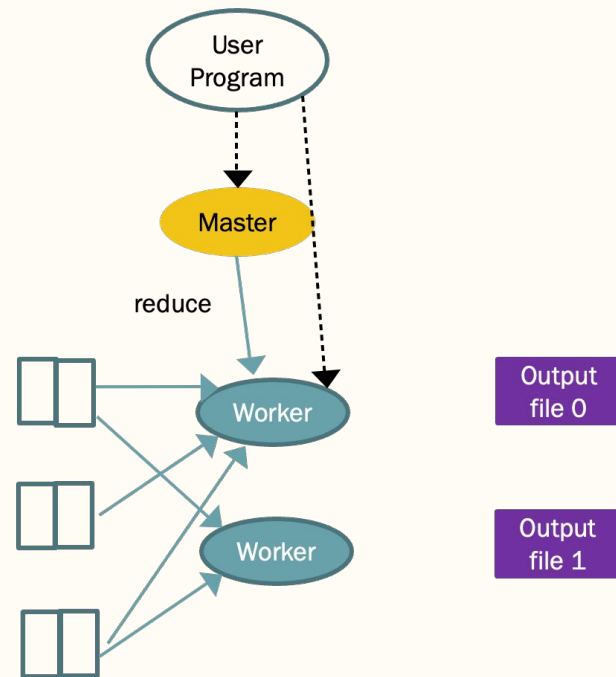 User
Program
Master
reduce
Worker
Output
file 0
Worker
Output
file 1